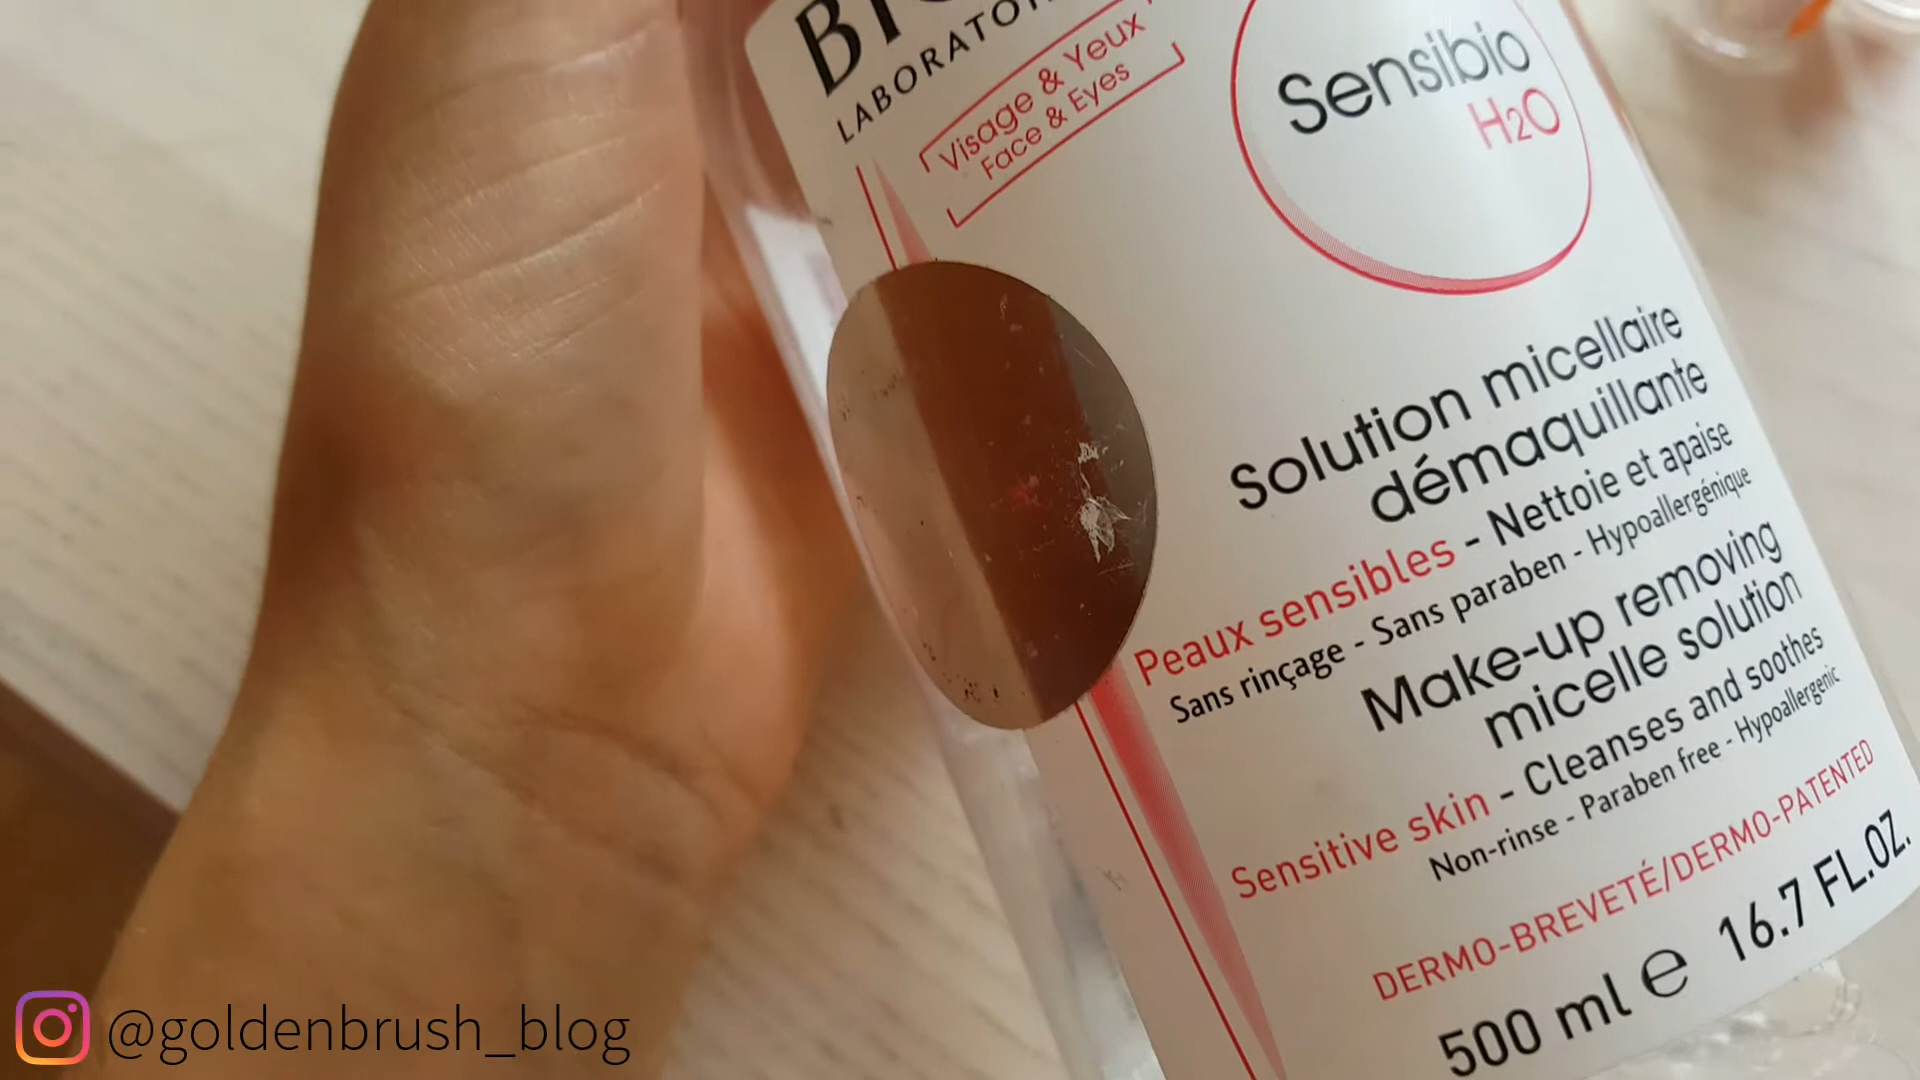 LABORATO
Visage & Yeux
Face & Eyes
Sensibio
H2O
Solution micellaire
démaquillante
Peaux sensibles - Nettoie et apaise
Sans rinçage - Sans paraben - Hypoallergénique
Make-up removing
micelle solution
Sensitive skin - Cleanses and soothes
Non-rinse - Paraben free - Hypoallergenic
DERMO-BREVETÉ/DERMO-PATENTED
500 ml ℮ 16.7 FL.OZ.
@goldenbrush_blog